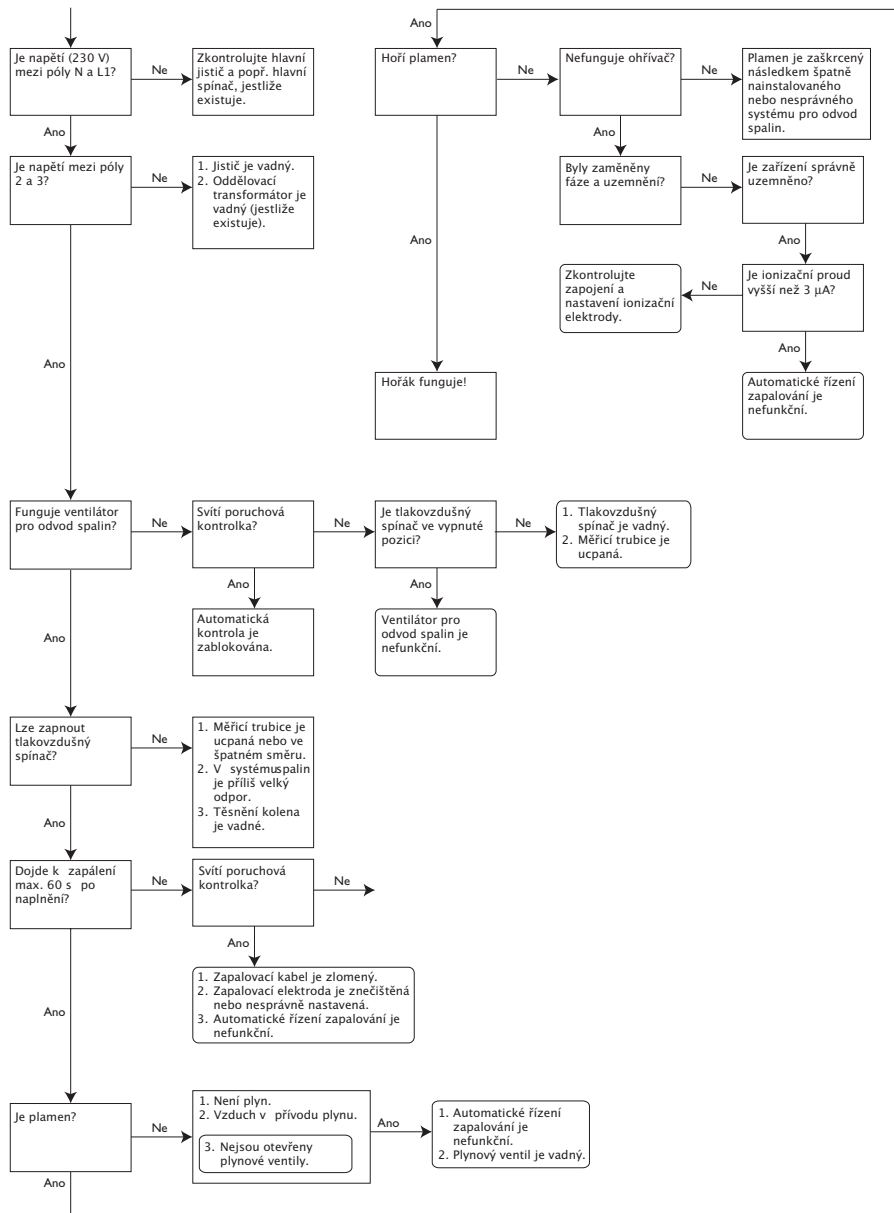 Ano
Je napětí (230 V)
mezi póly N a L1?
Ne
Zkontrolujte hlavní
jistič a popř. hlavní
spínač, jestliže
existuje.
Ano
Je napětí mezi póly
2 a 3?
Ne
1. Jistič je vadný.
2. Oddělovací
transformátor je
vadný (jestliže
existuje).
Ano
Hoří plamen?
Ne
Nefunguje ohřívač?
Ne
Plamen je zaškrcený
následkem špatně
nainstalovaného
nebo nesprávného
systému pro odvod
spalin.
Ano
Byly zaměněny
fáze a uzemnění?
Ne
Je zařízení správně
uzemněno?
Ano
Je ionizační proud
vyšší než 3 µA?
Ne
Zkontrolujte
zapojení a
nastavení ionizační
elektrody.
Ano
Automatické řízení
zapalování je
nefunkční.
Ano
Hořák funguje!
Ano
Funguje ventilátor
pro odvod spalin?
Ne
Svítí poruchová
kontrolka?
Ne
Je tlakovzdušný
spínač ve vypnuté
pozici?
Ne
1. Tlakovzdušný
spínač je vadný.
2. Měřicí trubice je
ucpaná.
Ano
Automatická
kontrola je
zablokována.
Ano
Ventilátor pro
odvod spalin je
nefunkční.
Ano
Lze zapnout
tlakovzdušný
spínač?
Ne
1. Měřicí trubice je
ucpaná nebo ve
špatném směru.
2. V systémuspalin
je příliš velký
odpor.
3. Těsnění kolena
je vadné.
Ano
Dojde k zapálení
max. 60 s po
naplnění?
Ne
Svítí poruchová
kontrolka?
Ne
Ano
1. Zapalovací kabel je zlomený.
2. Zapalovací elektroda je znečištěná
nebo nesprávně nastavená.
3. Automatické řízení zapalování je
nefunkční.
Ano
Je plamen?
Ne
1. Není plyn.
2. Vzduch v přívodu plynu.
3. Nejsou otevřeny
plynové ventily.
Ano
1. Automatické řízení
zapalování je
nefunkční.
2. Plynový ventil je vadný.
Ano